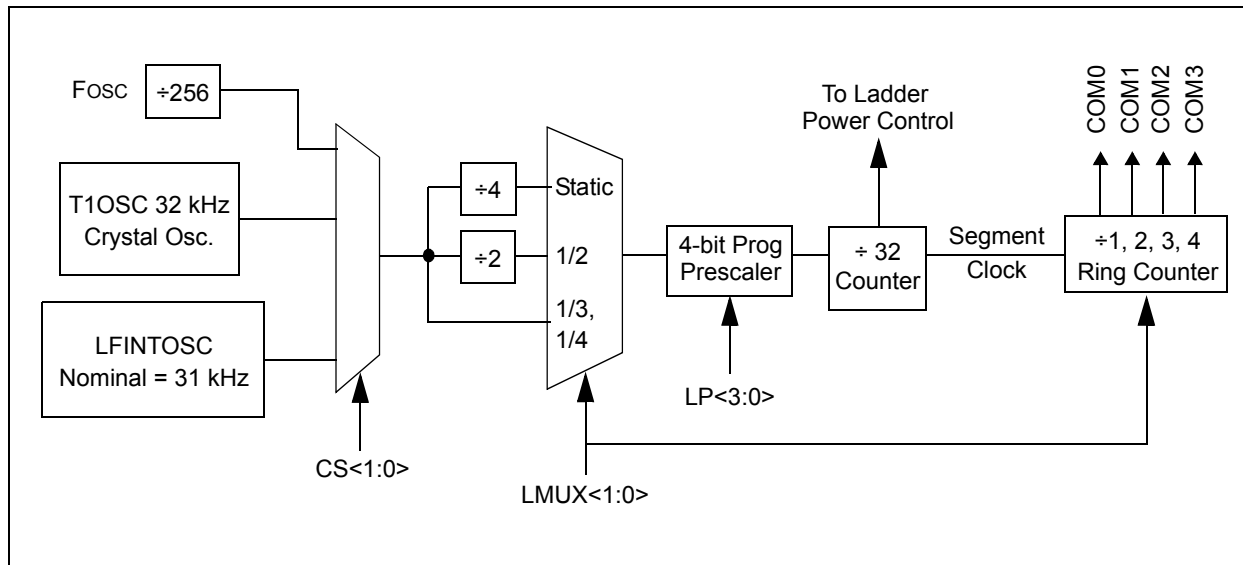 FOSC
÷256
T1OSC 32 kHz
Crystal Osc.
LFINTOSC
Nominal = 31 kHz
CS<1:0>
÷4
÷2
Static
1/2
1/3,
1/4
LMUX<1:0>
4-bit Prog
Prescaler
LP<3:0>
To Ladder
Power Control
÷ 32
Counter
Segment
Clock
COM0
COM1
COM2
COM3
÷1, 2, 3, 4
Ring Counter